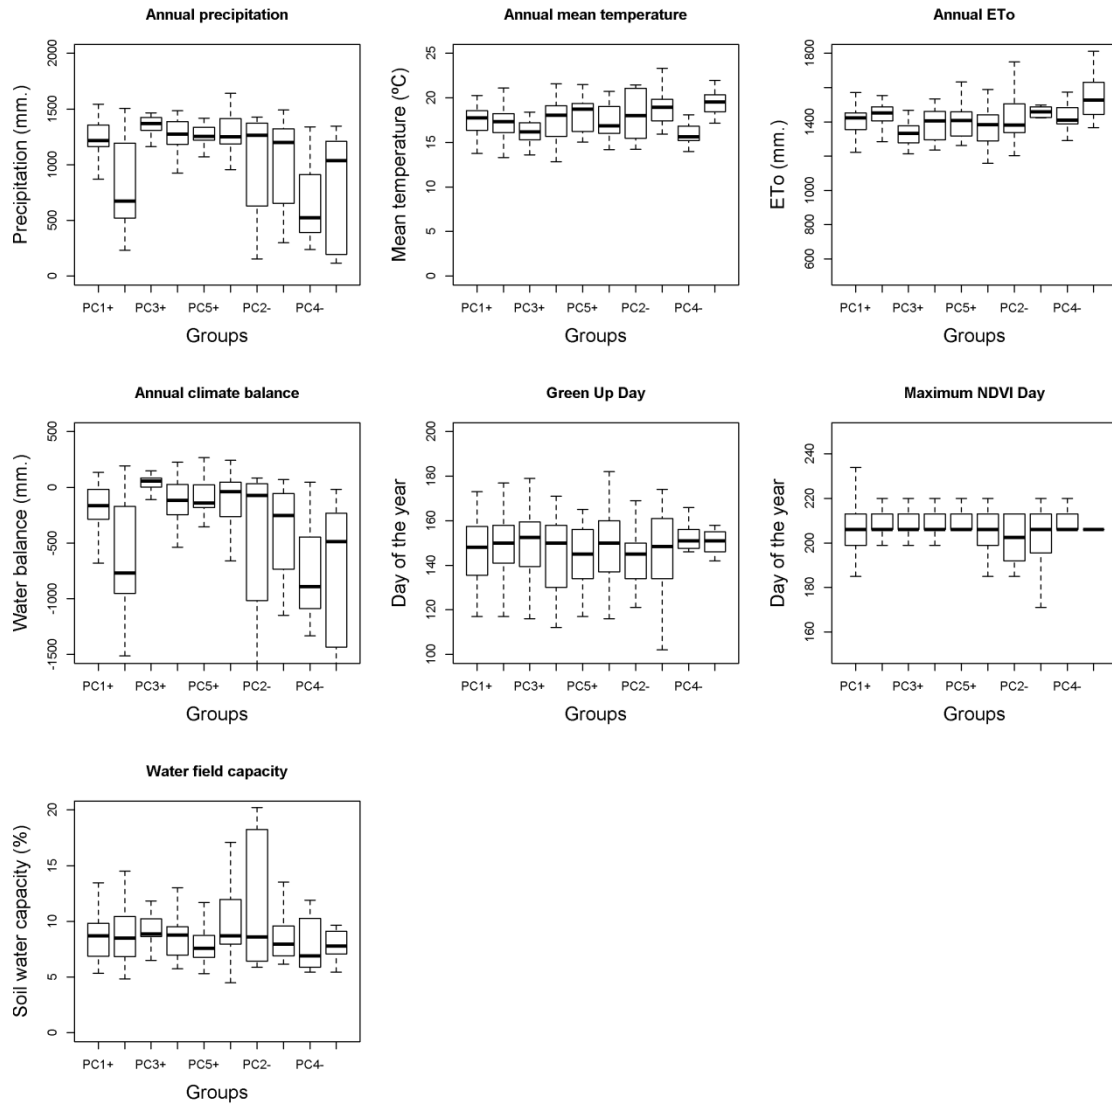 Annual precipitation
Precipitation (mm.)
2000
1500
1000
500
0
PC1+ PC3+ PC5+ PC2- PC4-
Groups
Annual mean temperature
Mean temperature (ºC)
25
20
15
10
5
0
PC1+ PC3+ PC5+ PC2- PC4-
Groups
Annual ETo
ETo (mm.)
1800
1400
1000
800
600
PC1+ PC3+ PC5+ PC2- PC4-
Groups
Annual climate balance
Water balance (mm.)
500
0
-500
-1000
-1500
PC1+ PC3+ PC5+ PC2- PC4-
Groups
Green Up Day
Day of the year
200
180
160
140
120
100
PC1+ PC3+ PC5+ PC2- PC4-
Groups
Maximum NDVI Day
Day of the year
240
220
200
180
160
PC1+ PC3+ PC5+ PC2- PC4-
Groups
Water field capacity
Soil water capacity (%)
20
15
10
5
0
PC1+ PC3+ PC5+ PC2- PC4-
Groups